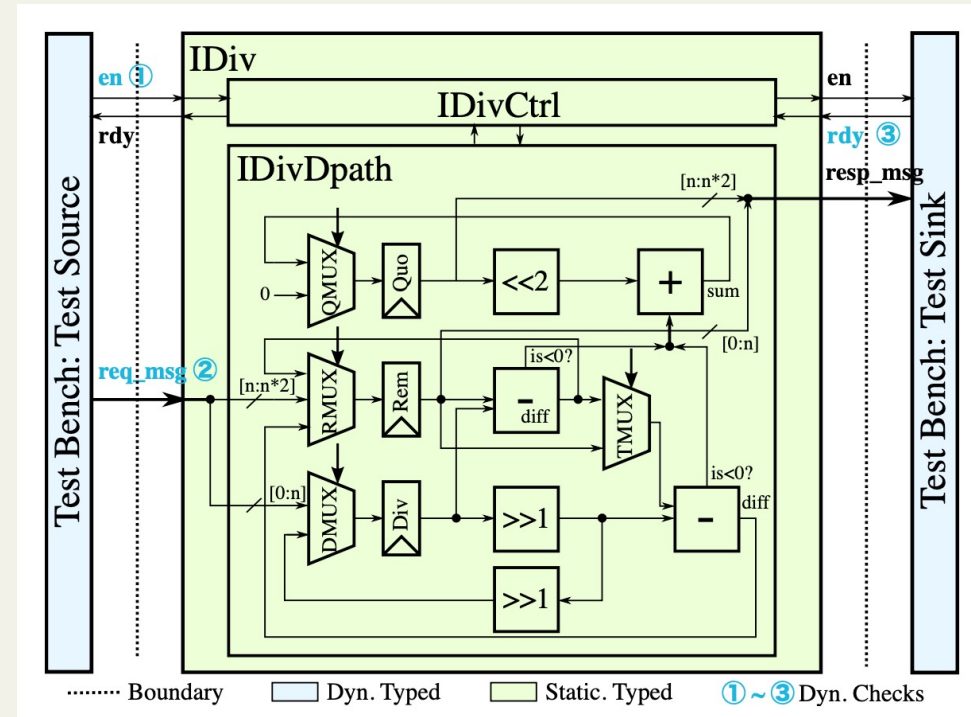 IDiv
en ①
rdy
IDivCtrl
en
rdy ③
resp_msg
IDivDpath
[n:n*2]
QMUX
Quo
0
<<2
+
sum
[0:n]
is<0?
req_msg ②
[n:n*2]
RMUX
Rem
-
diff
TMUX
[0:n]
DMUX
Div
>>1
is<0?
-
diff
>>1
Test Bench: Test Source
Test Bench: Test Sink
Boundary
Dyn. Typed
Static. Typed
①~③ Dyn. Checks